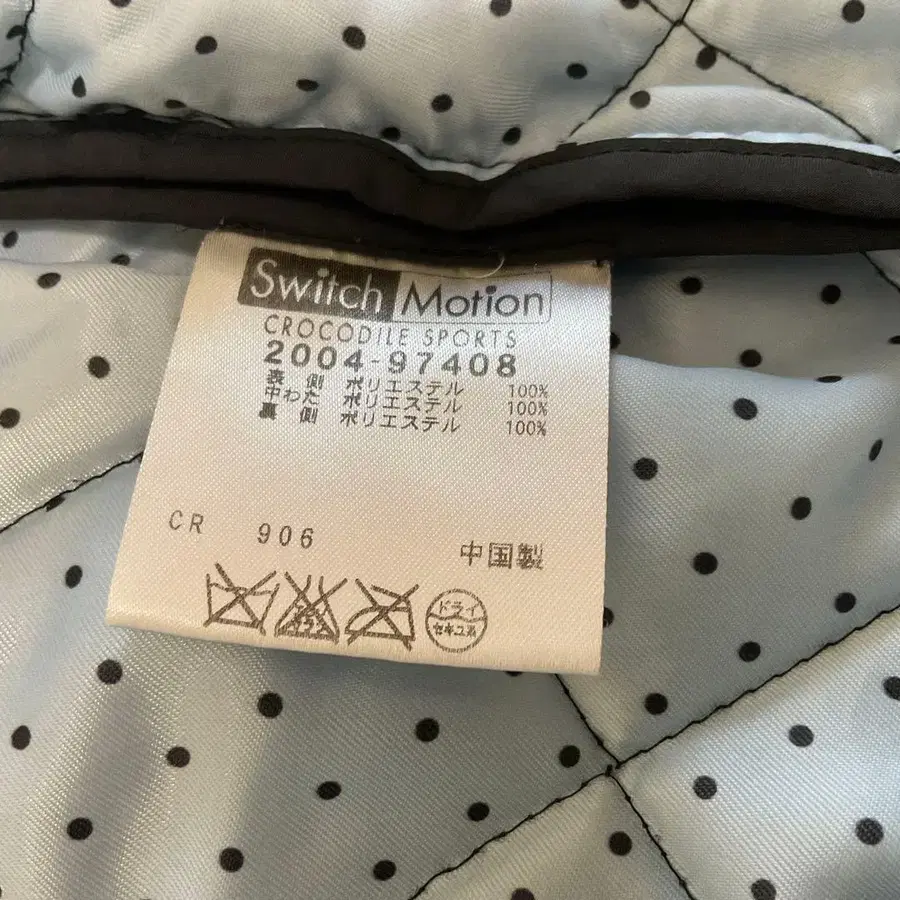 Switch Motion
CROCODILE SPORTS
2004-97408
表 側 ポリエステル 100%
中わた ポリエステル 100%
裏 側 ポリエステル 100%
CR 906
中国製
ドライ
セキユ系